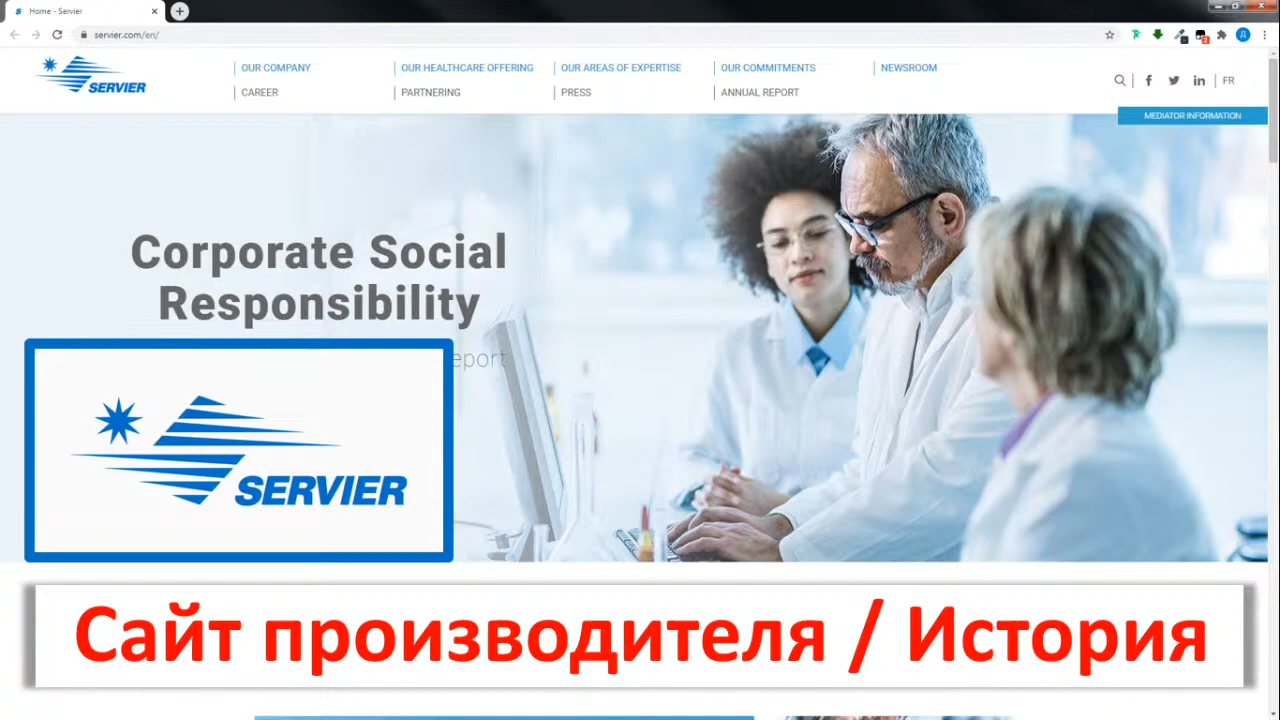 Home - Servier
servier.com/en/
SERVIER
OUR COMPANY
OUR HEALTHCARE OFFERING
OUR AREAS OF EXPERTISE
OUR COMMITMENTS
NEWSROOM
CAREER
PARTNERING
PRESS
ANNUAL REPORT
FR
MEDIATOR INFORMATION
Corporate Social
Responsibility
eport
SERVIER
Сайт производителя / История